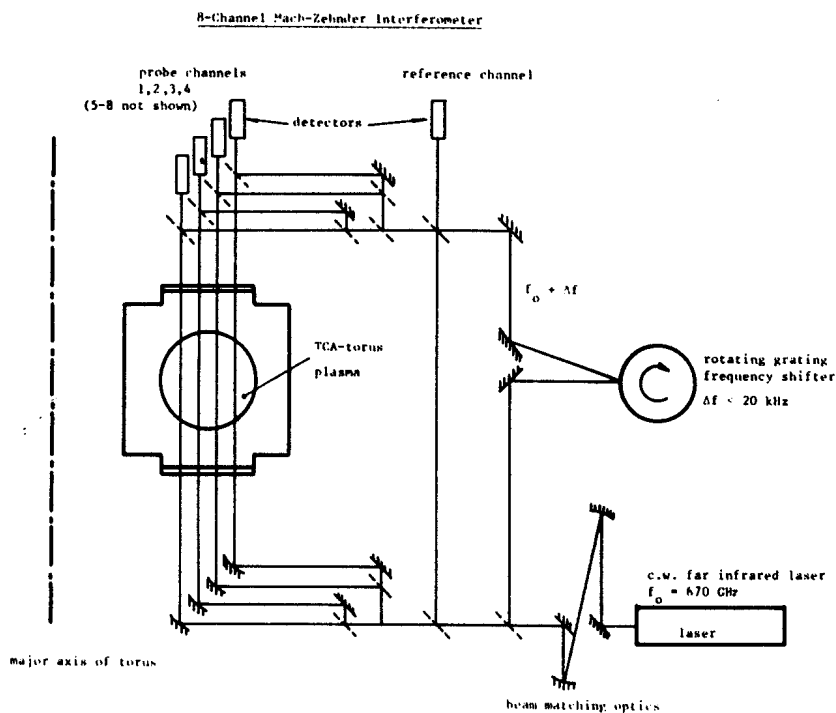 8-Channel Mach-Zehnder Interferometer
probe channels
1,2,3,4
(5-8 not shown)
reference channel
detectors
f_o + Δf
TCA-torus
plasma
rotating grating
frequency shifter
Δf < 20 kHz
c.w. far infrared laser
f_o = 670 GHz
laser
major axis of torus
beam matching optics